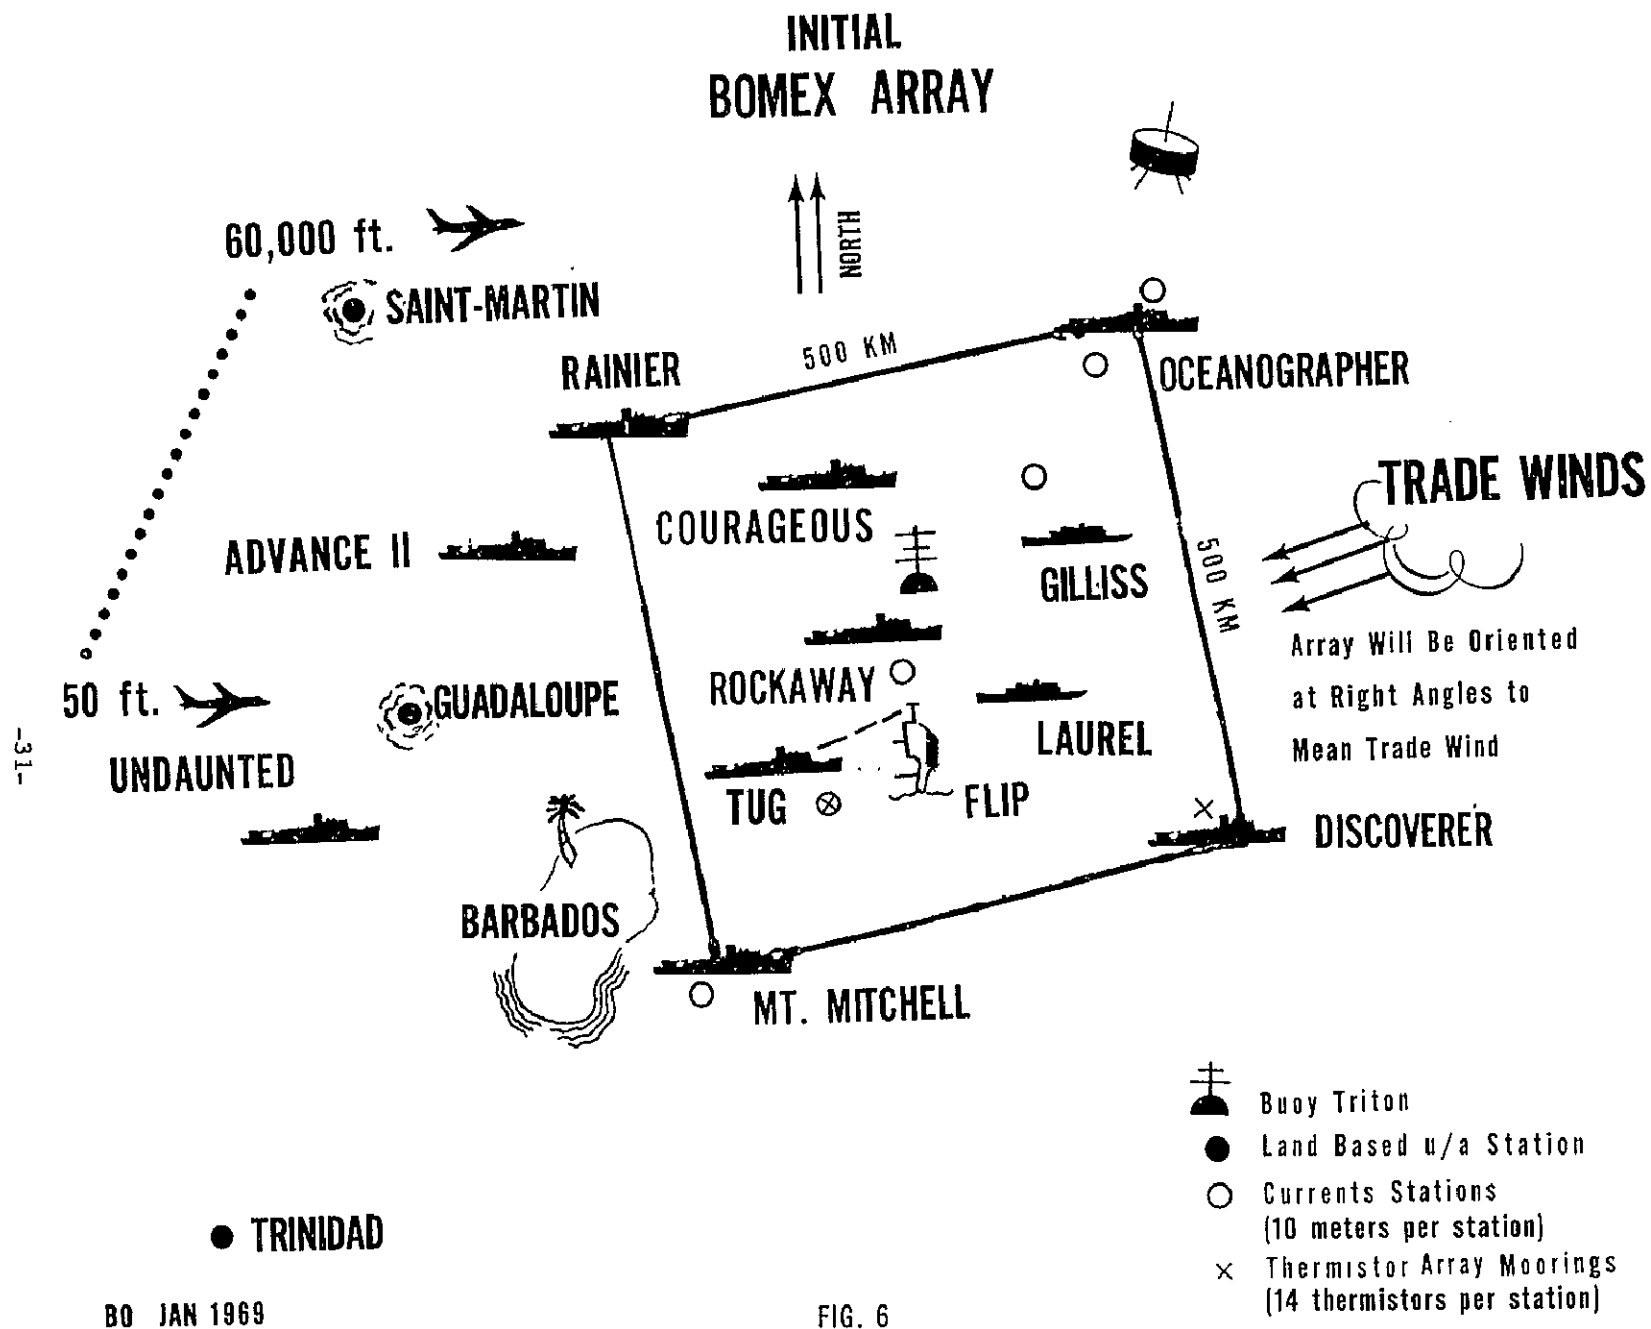 INITIAL
BOMEX ARRAY
NORTH
60,000 ft.
SAINT-MARTIN
500 KM
RAINIER
OCEANOGRAPHER
TRADE WINDS
COURAGEOUS
ADVANCE II
GILLISS
500 KM
Array Will Be Oriented
at Right Angles to
Mean Trade Wind
ROCKAWAY
50 ft.
GUADALOUPE
LAUREL
UNDAUNTED
-31-
TUG
FLIP
DISCOVERER
BARBADOS
MT. MITCHELL
Buoy Triton
Land Based u/a Station
Currents Stations
(10 meters per station)
Thermistor Array Moorings
(14 thermistors per station)
TRINIDAD
BO JAN 1969
FIG. 6